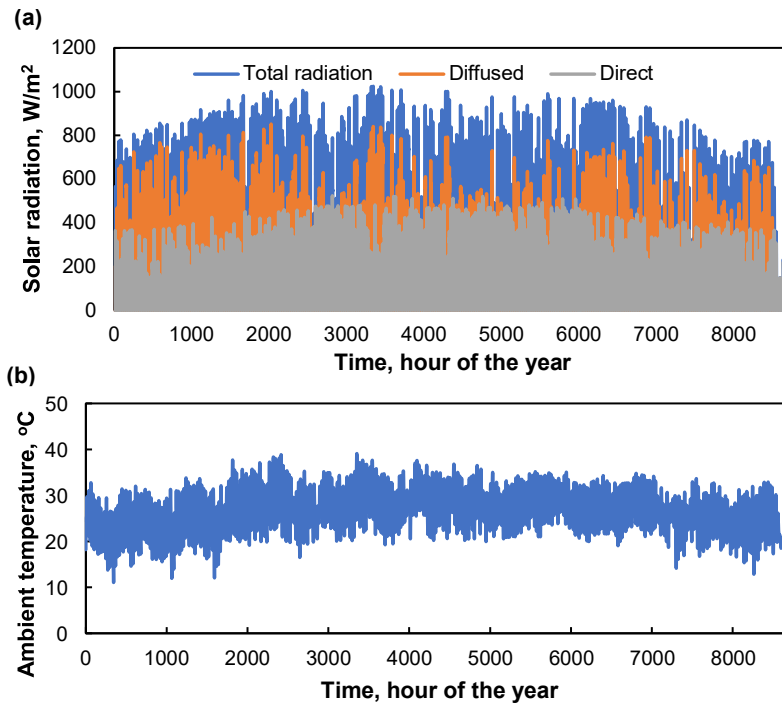 (a)
Solar radiation, W/m²
1200
1000
800
600
400
200
0
Total radiation Diffused Direct
0 1000 2000 3000 4000 5000 6000 7000 8000
Time, hour of the year
(b)
Ambient temperature, ºC
50
40
30
20
10
0
0 1000 2000 3000 4000 5000 6000 7000 8000
Time, hour of the year